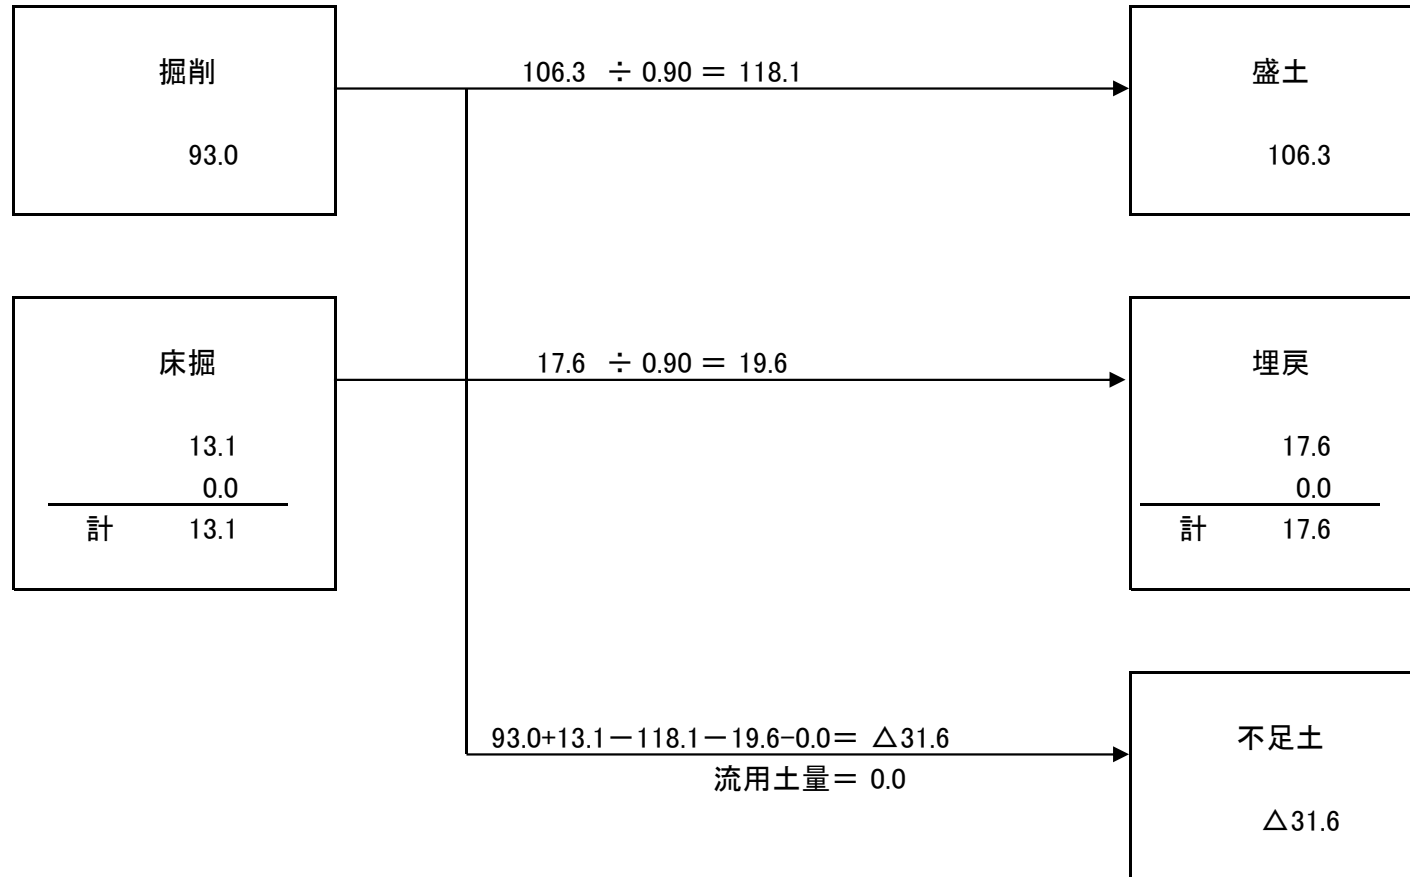 掘削
106.3 ÷ 0.90 = 118.1
盛土
93.0
106.3
床掘
17.6 ÷ 0.90 = 19.6
埋戻
13.1
17.6
0.0
0.0
計 13.1
計 17.6
93.0+13.1-118.1-19.6-0.0= △31.6
不足土
流用土量= 0.0
△31.6